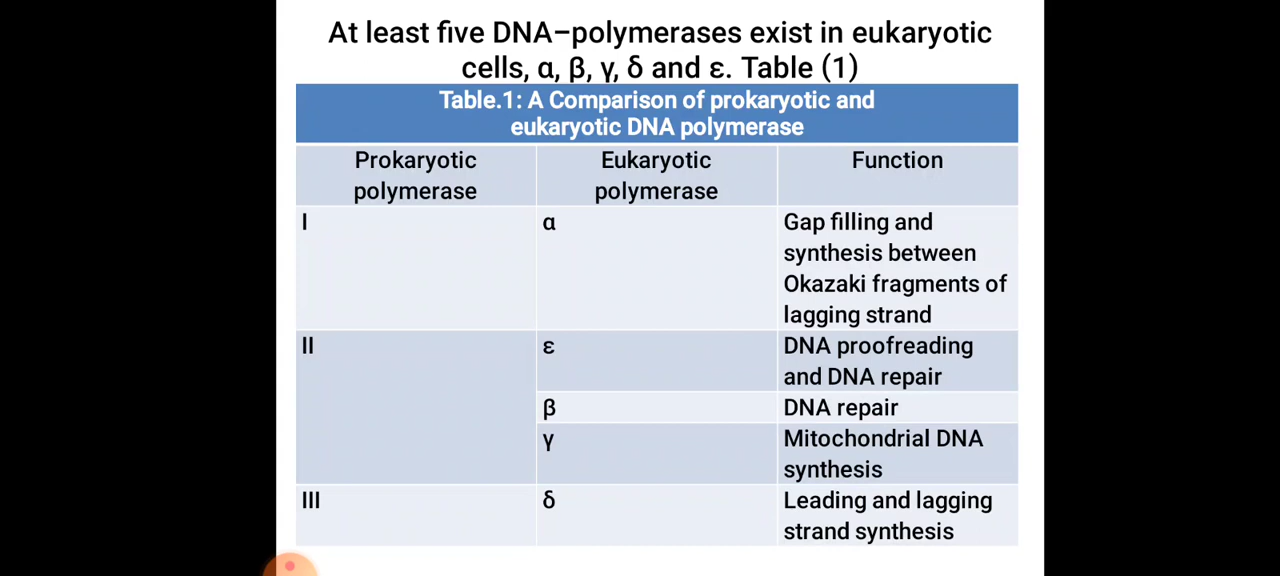 At least five DNA–polymerases exist in eukaryotic
cells, α, β, γ, δ and ε. Table (1)
Table.1: A Comparison of prokaryotic and
eukaryotic DNA polymerase
Prokaryotic
polymerase
Eukaryotic
polymerase
Function
I
α
Gap filling and
synthesis between
Okazaki fragments of
lagging strand
II
ε
DNA proofreading
and DNA repair
β
DNA repair
γ
Mitochondrial DNA
synthesis
III
δ
Leading and lagging
strand synthesis